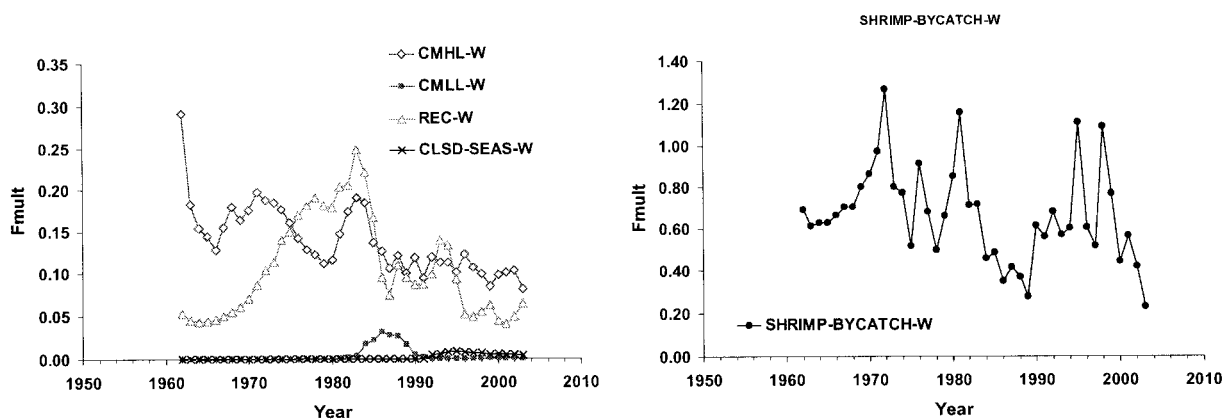 CMHL-W
CMLL-W
REC-W
CLSD-SEAS-W
0.35
0.30
0.25
0.20
0.15
0.10
0.05
0.00
Fmult
1950 1960 1970 1980 1990 2000 2010
Year
SHRIMP-BYCATCH-W
1.40
1.20
1.00
0.80
0.60
0.40
0.20
0.00
Fmult
SHRIMP-BYCATCH-W
1950 1960 1970 1980 1990 2000 2010
Year